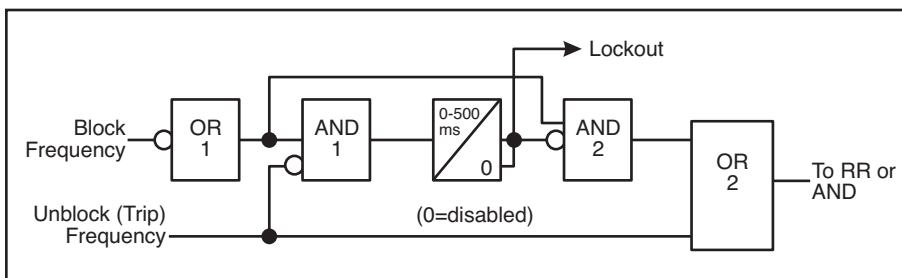 Lockout
Block
Frequency
OR
1
AND
1
0-500
ms
0
AND
2
OR
2
To RR or
AND
Unblock (Trip)
Frequency
(0=disabled)